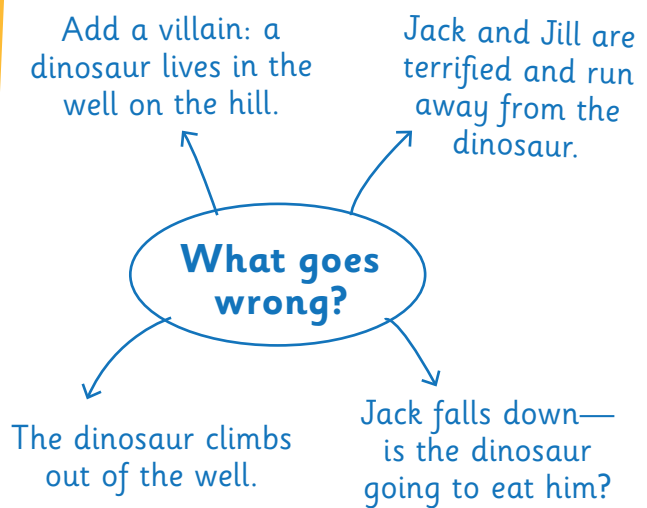 Add a villain: a
dinosaur lives in the
well on the hill.
Jack and Jill are
terrified and run
away from the
dinosaur.
What goes
wrong?
The dinosaur climbs
out of the well.
Jack falls down—
is the dinosaur
going to eat him?